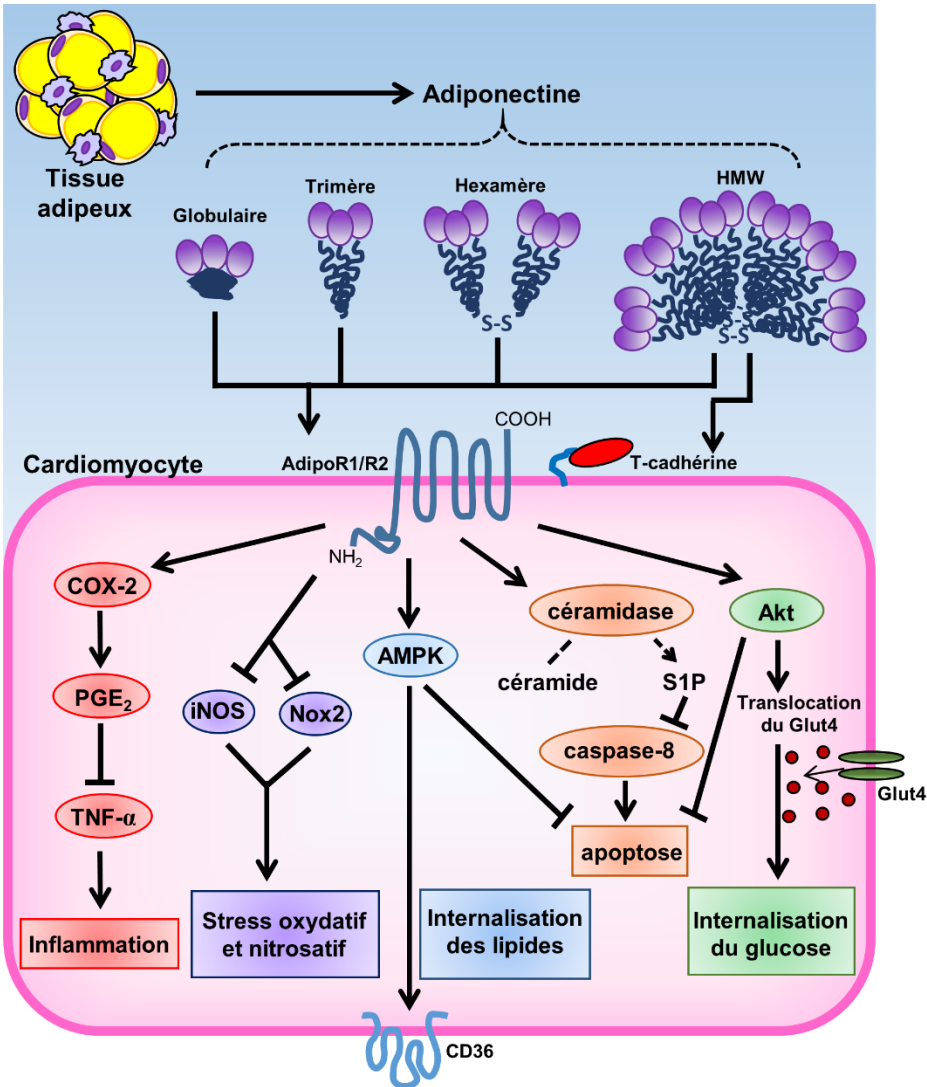 Adiponectine
Tissue
adipeux
Globulaire
Trimère
Hexamère
HMW
S-S
S-S
COOH
Cardiomyocyte
AdipoR1/R2
T-cadhérine
NH₂
COX-2
céramidase
Akt
AMPK
céramide
S1P
PGE₂
iNOS
Nox2
Translocation
du Glut4
caspase-8
Glut4
TNF-α
apoptose
Inflammation
Stress oxydatif
et nitrosatif
Internalisation
des lipides
Internalisation
du glucose
CD36